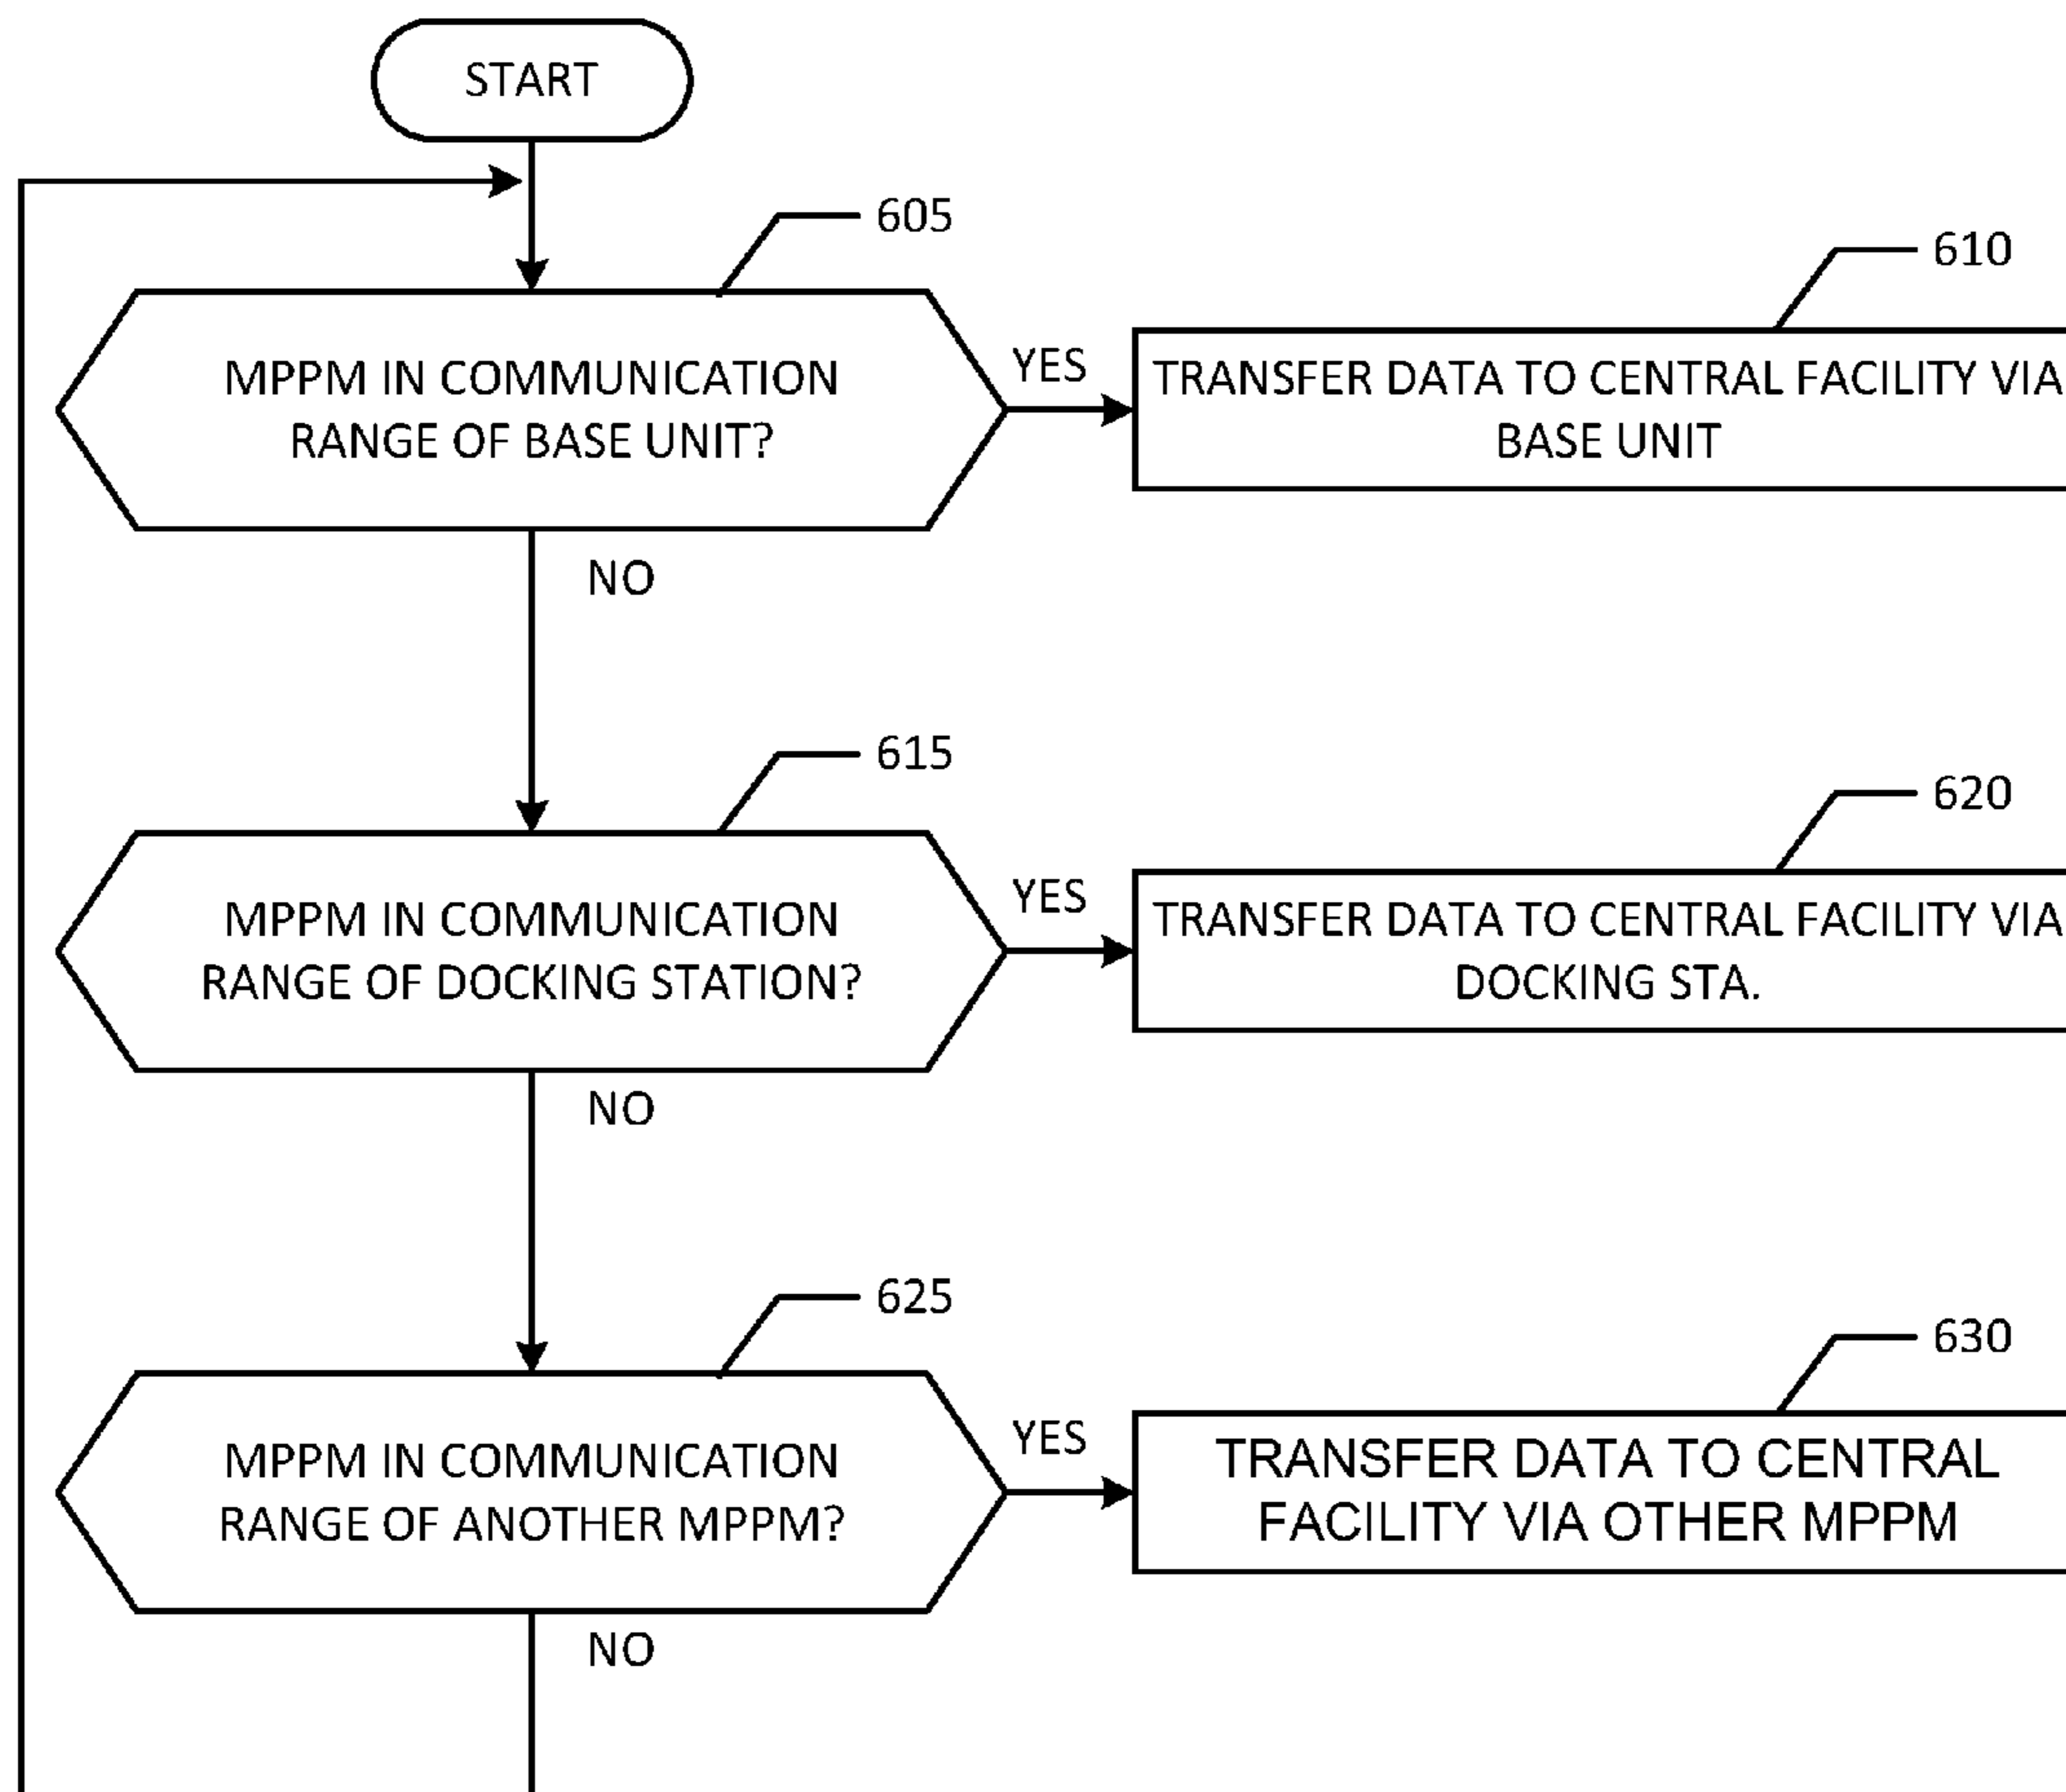 START
605
610
MPPM IN COMMUNICATION
RANGE OF BASE UNIT?
YES
TRANSFER DATA TO CENTRAL FACILITY VIA
BASE UNIT
NO
615
620
MPPM IN COMMUNICATION
RANGE OF DOCKING STATION?
YES
TRANSFER DATA TO CENTRAL FACILITY VIA
DOCKING STA.
NO
625
630
MPPM IN COMMUNICATION
RANGE OF ANOTHER MPPM?
YES
TRANSFER DATA TO CENTRAL
FACILITY VIA OTHER MPPM
NO